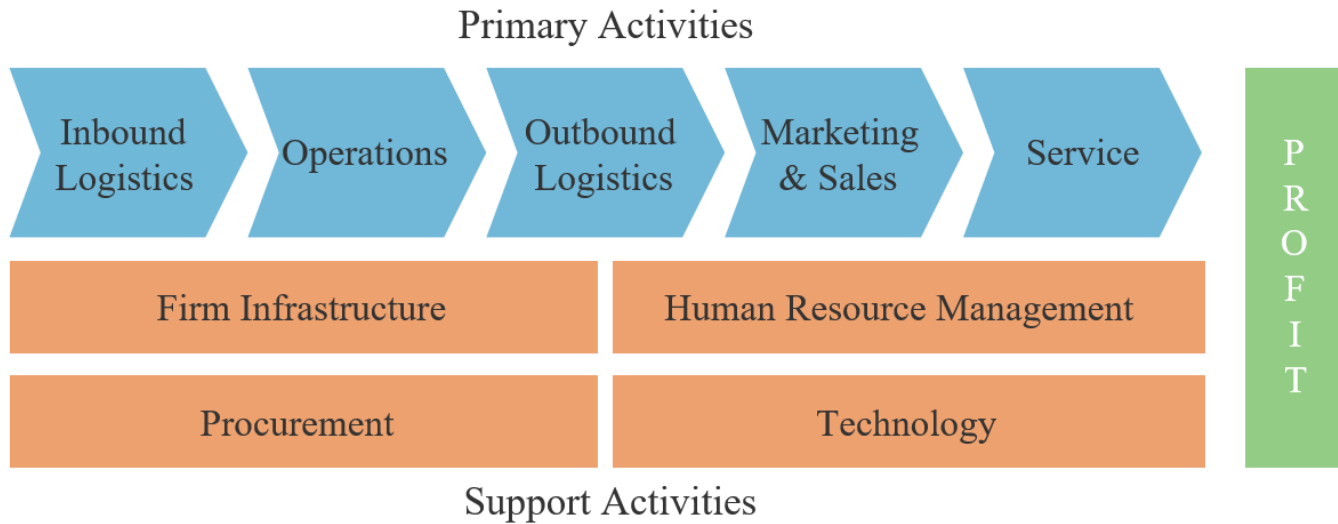 Primary Activities
Inbound
Logistics
Operations
Outbound
Logistics
Marketing
& Sales
Service
Firm Infrastructure
Human Resource Management
Procurement
Technology
Support Activities
P
R
O
F
I
T